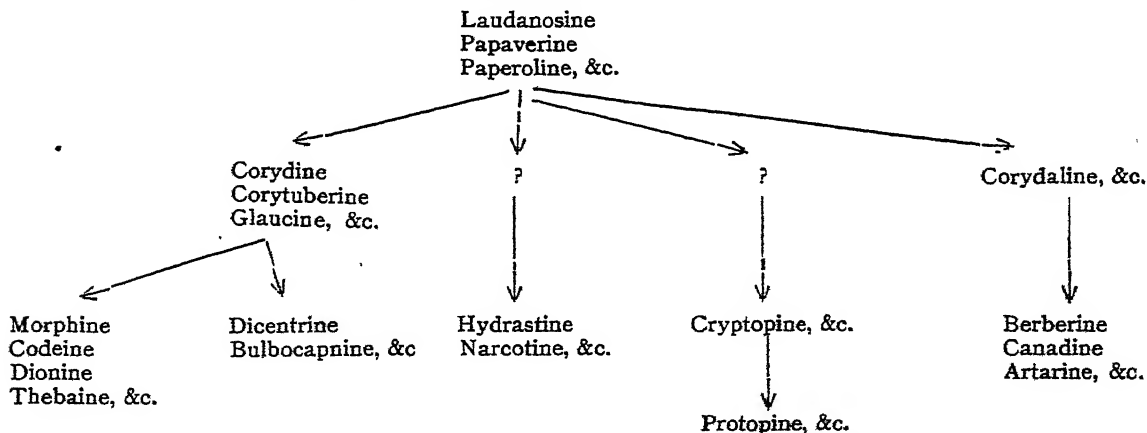 Laudanosine
Papaverine
Paperoline, &c.
Corydine
Corytuberine
Glaucine, &c.
?
?
Corydaline, &c.
Morphine
Codeine
Dionine
Thebaine, &c.
Dicentrine
Bulbocapnine, &c
Hydrastine
Narcotine, &c.
Cryptopine, &c.
Protopine, &c.
Berberine
Canadine
Artarine, &c.